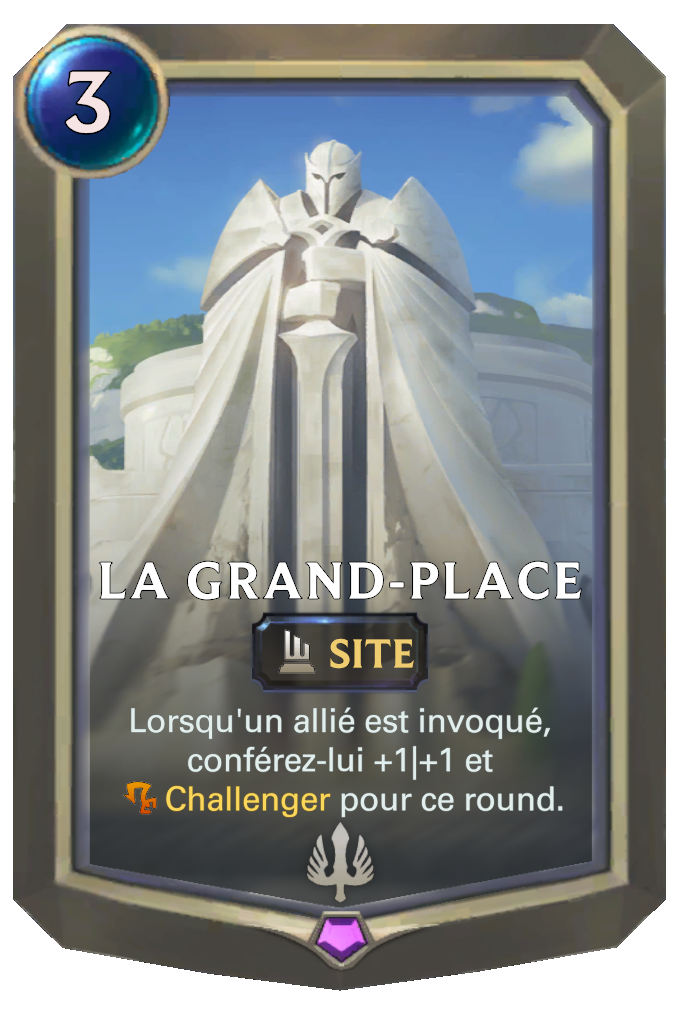 3
LA GRAND-PLACE
SITE
Lorsqu'un allié est invoqué,
conférez-lui +1|+1 et
Challenger pour ce round.